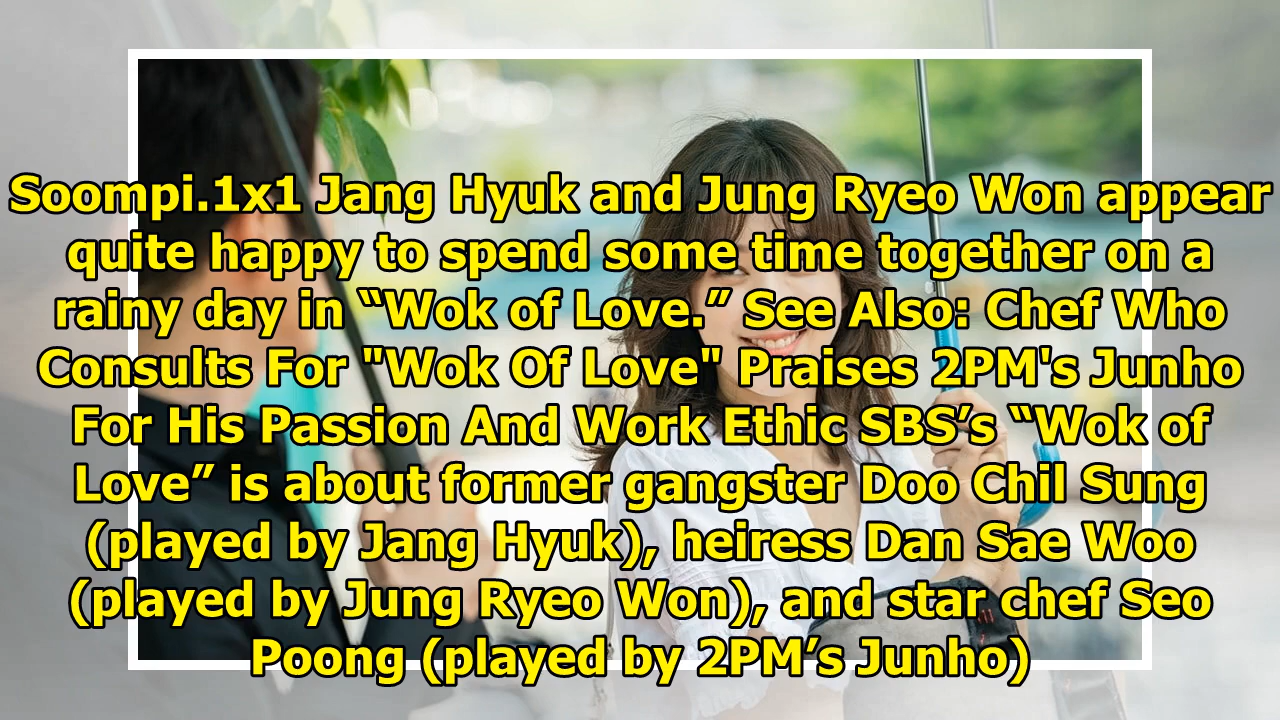 Soompi.1x1 Jang Hyuk and Jung Ryeo Won appear
quite happy to spend some time together on a
rainy day in “Wok of Love.” See Also: Chef Who
Consults For "Wok Of Love" Praises 2PM's Junho
For His Passion And Work Ethic SBS’s “Wok of
Love” is about former gangster Doo Chil Sung
(played by Jang Hyuk), heiress Dan Sae Woo
(played by Jung Ryeo Won), and star chef Seo
Poong (played by 2PM’s Junho)